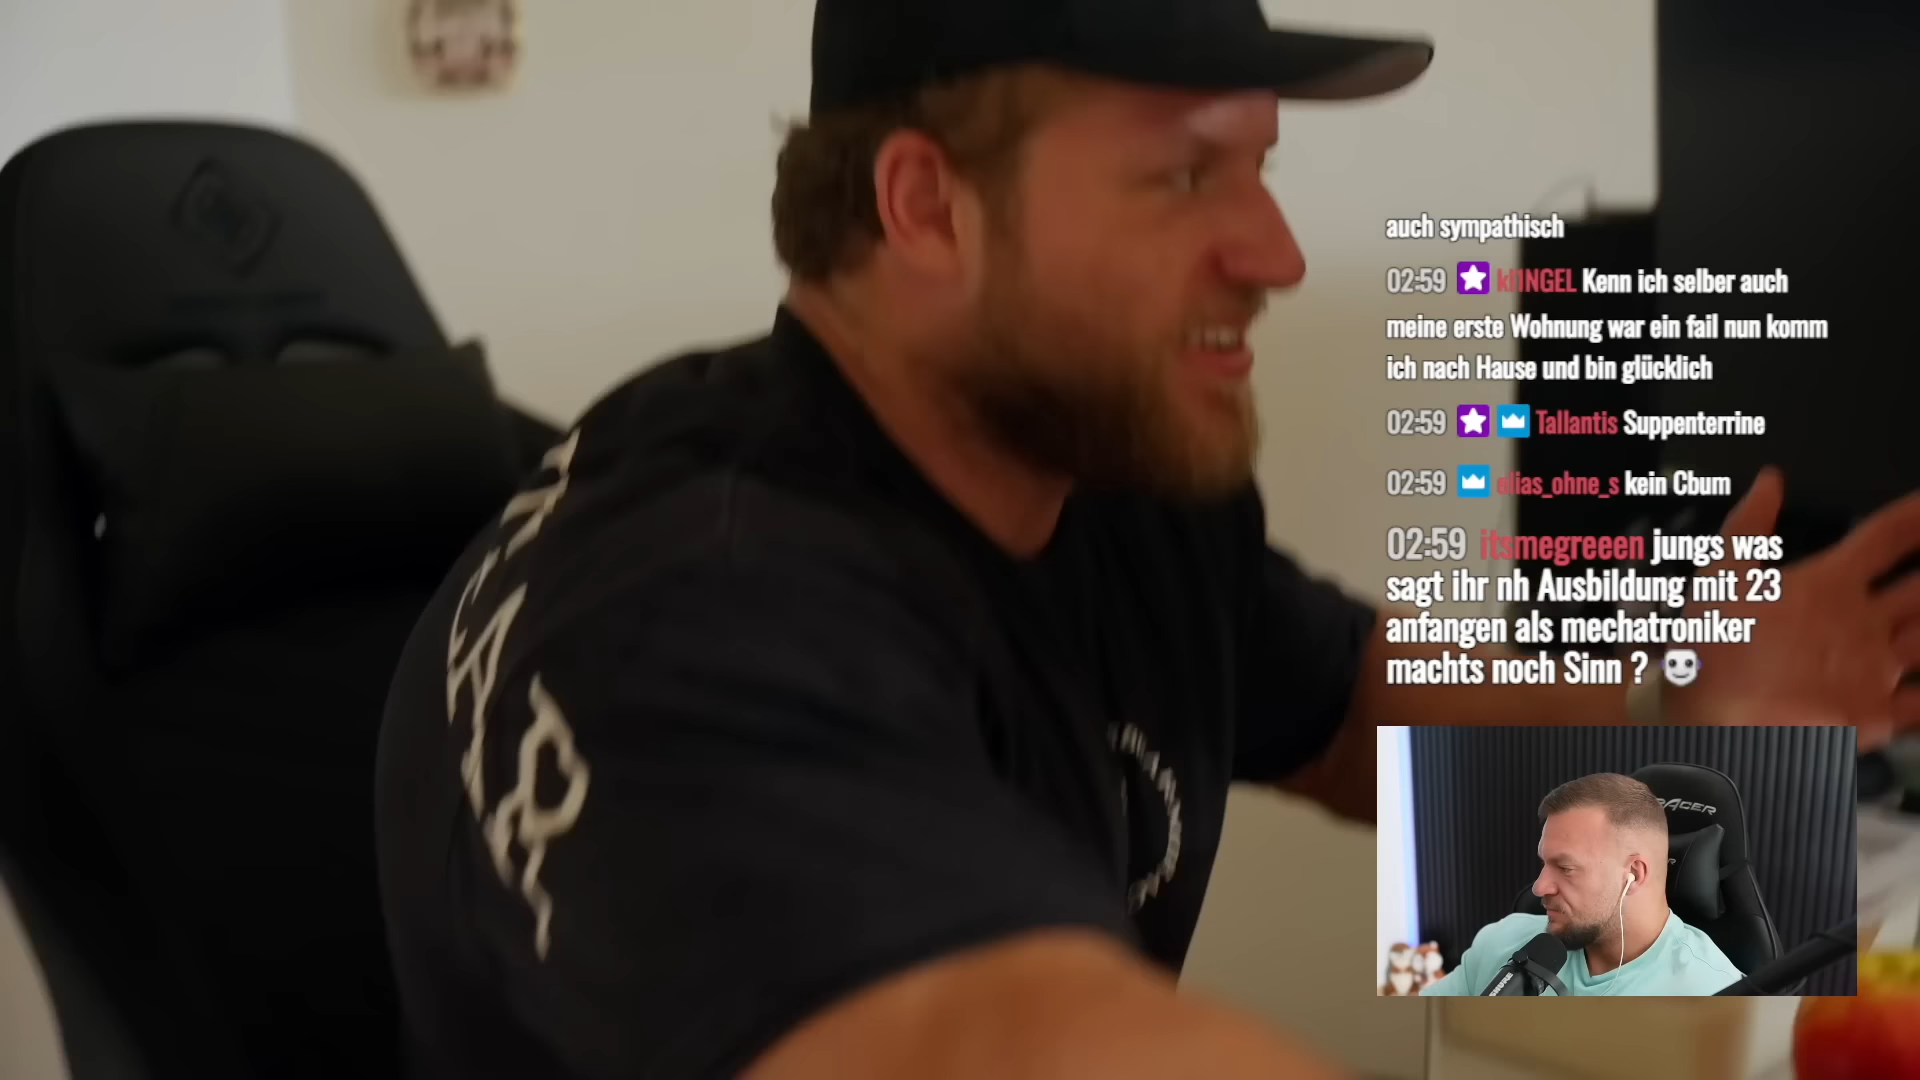 auch sympathisch
02:59 kl1NGEL Kenn ich selber auch
meine erste Wohnung war ein fail nun komm
ich nach Hause und bin glücklich
02:59 Tallantis Suppenterrine
02:59 elias_ohne_s kein Cbum
02:59 itsmegreeen jungs was
sagt ihr nh Ausbildung mit 23
anfangen als mechatroniker
machts noch Sinn ?
RACER
SHURE